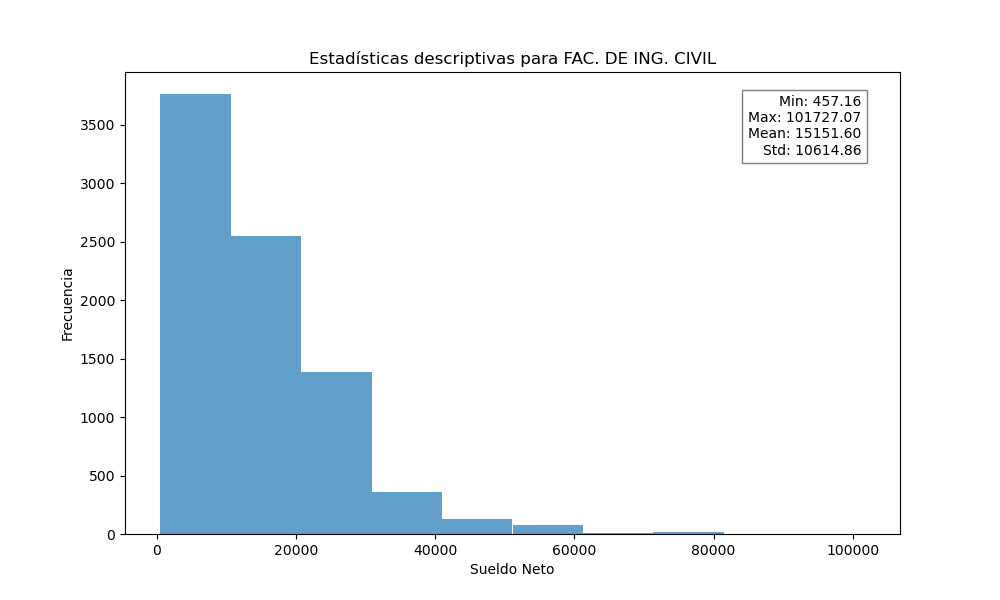 Estadísticas descriptivas para FAC. DE ING. CIVIL
Min: 457.16
Max: 101727.07
Mean: 15151.60
Std: 10614.86
Frecuencia
3500
3000
2500
2000
1500
1000
500
0
0 20000 40000 60000 80000 100000
Sueldo Neto